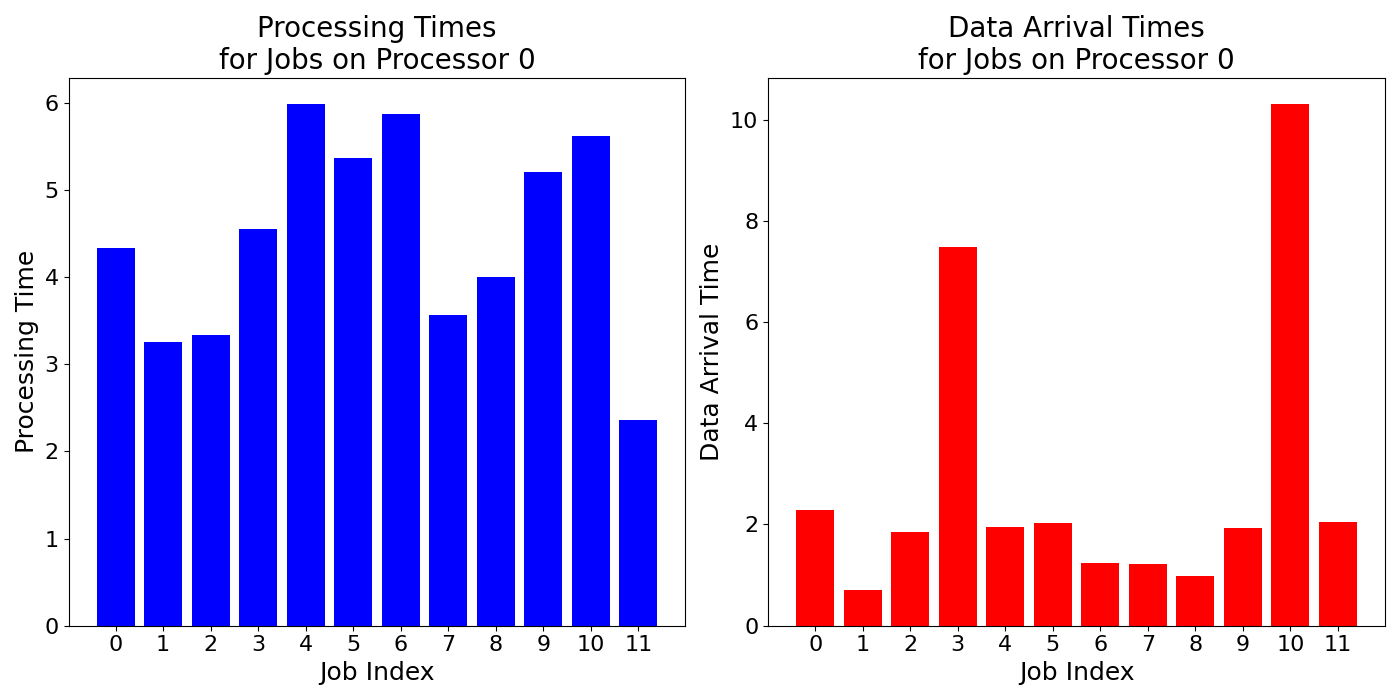 Processing Times
for Jobs on Processor 0
Processing Time
6
5
4
3
2
1
0
0 1 2 3 4 5 6 7 8 9 10 11
Job Index
Data Arrival Times
for Jobs on Processor 0
Data Arrival Time
10
8
6
4
2
0
0 1 2 3 4 5 6 7 8 9 10 11
Job Index